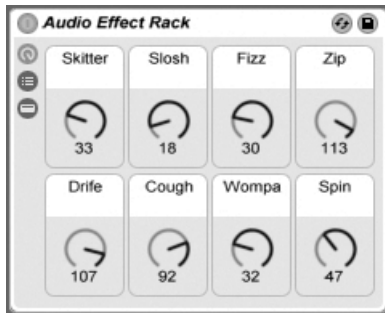 Audio Effect Rack
Skitter Slosh Fizz Zip
33 18 30 113
Drife Cough Wompa Spin
107 92 32 47